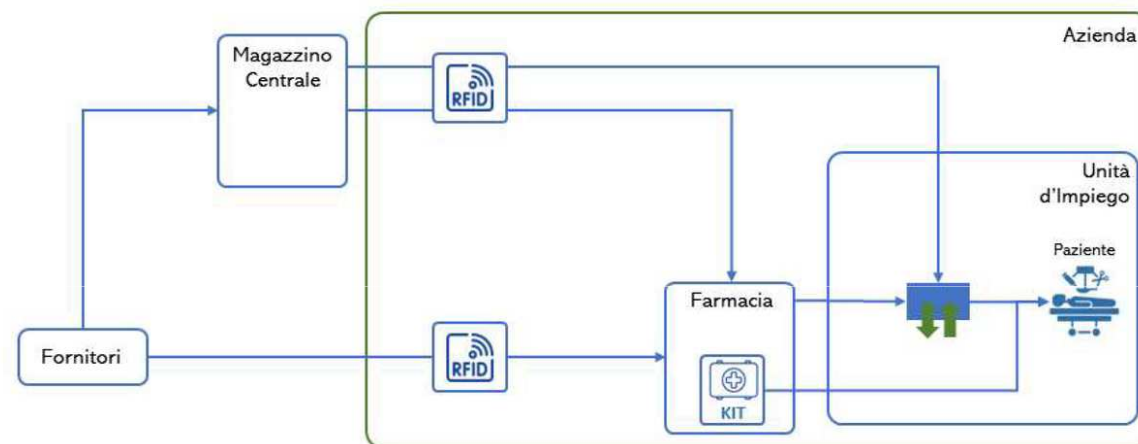 Azienda
Magazzino
Centrale
RFID
Unità
d'Impiego
Paziente
Farmacia
Fornitori
RFID
KIT